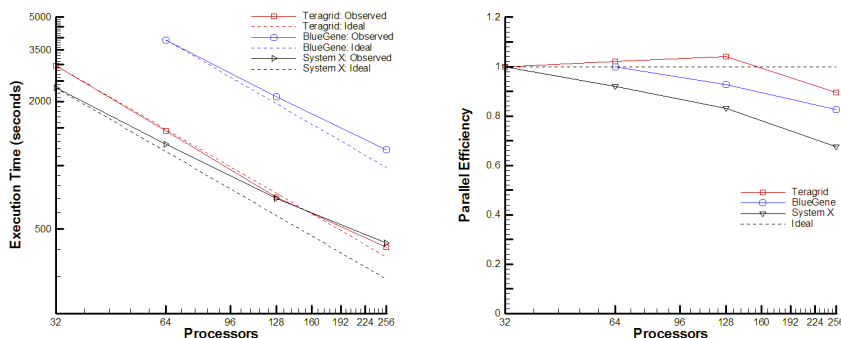 Teragrid: Observed
Teragrid: Ideal
BlueGene: Observed
BlueGene: Ideal
System X: Observed
System X: Ideal
5000
3500
2000
500
Execution Time (seconds)
32 64 96 128 160 192 224 256
Processors
1.2
1
0.8
0.6
0.4
0.2
0
Parallel Efficiency
Teragrid
BlueGene
System X
Ideal
32 64 96 128 160 192 224 256
Processors